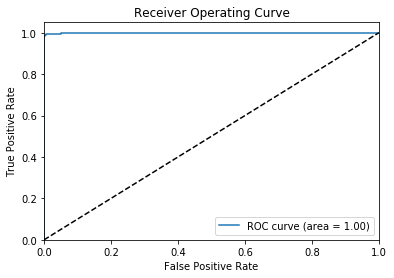 Receiver Operating Curve
True Positive Rate
1.0
0.8
0.6
0.4
0.2
0.0
ROC curve (area = 1.00)
0.0 0.2 0.4 0.6 0.8 1.0
False Positive Rate